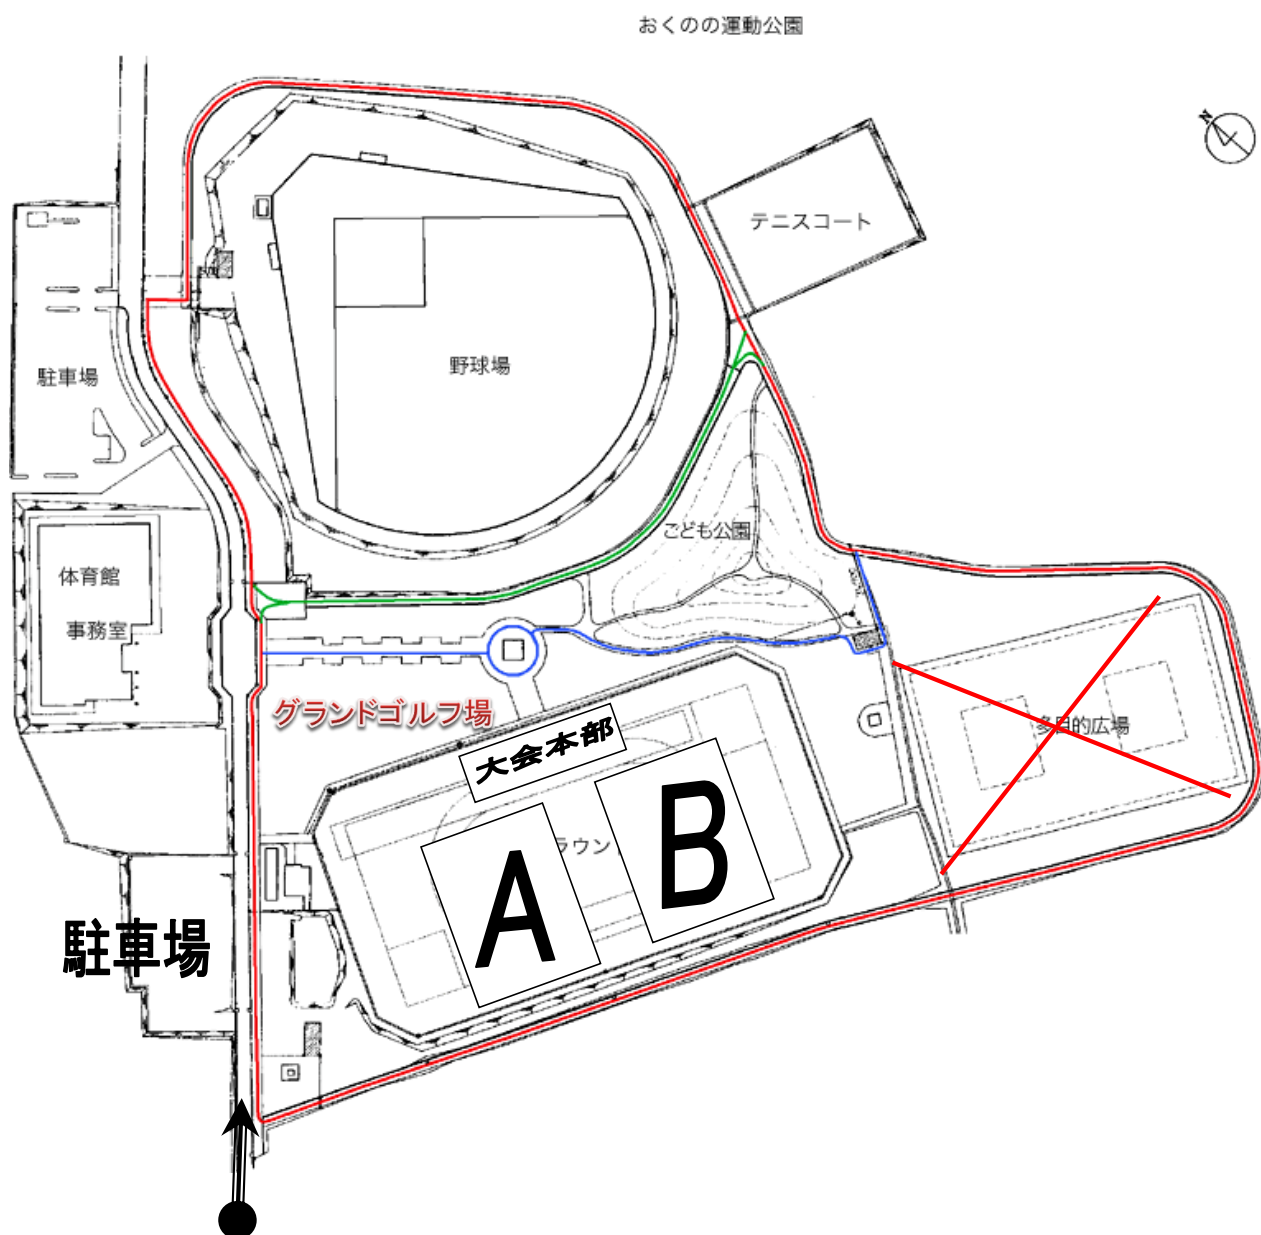 おくのの運動公園
N
テニスコート
野球場
駐車場
こども公園
体育館
事務室
グランドゴルフ場
大会本部
多目的広場
A
B
ラウン
駐車場